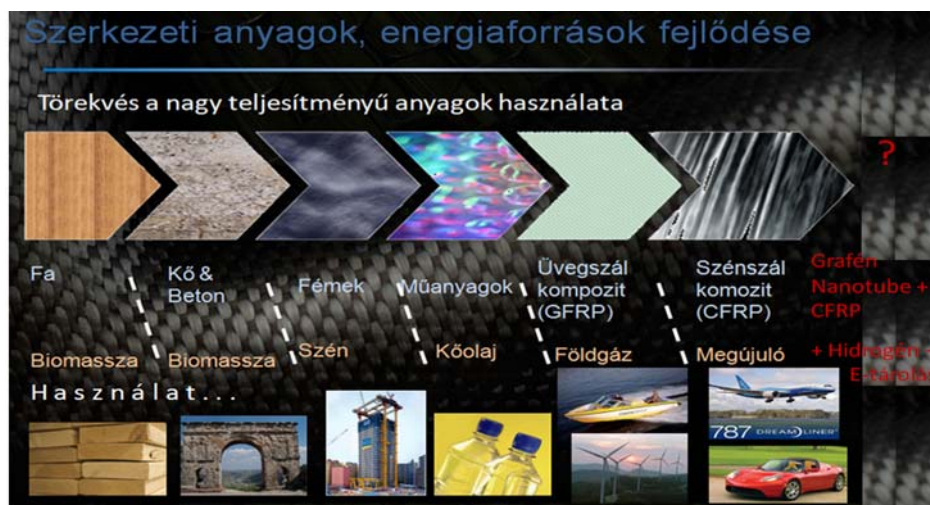 Szerkezeti anyagok, energiaforrások fejlődése
Törekvés a nagy teljesítményű anyagok használata
?
Fa
Kő &
Beton
Fémek
Műanyagok
Üvegszál
kompozit
(GFRP)
Szénszál
komozit
(CFRP)
Grafén
Nanotube +
CFRP
Biomassza
Biomassza
Szén
Kőolaj
Földgáz
Megújuló
+ Hidrogén +
E-tárolás
Használat...
787 DREAMLINER